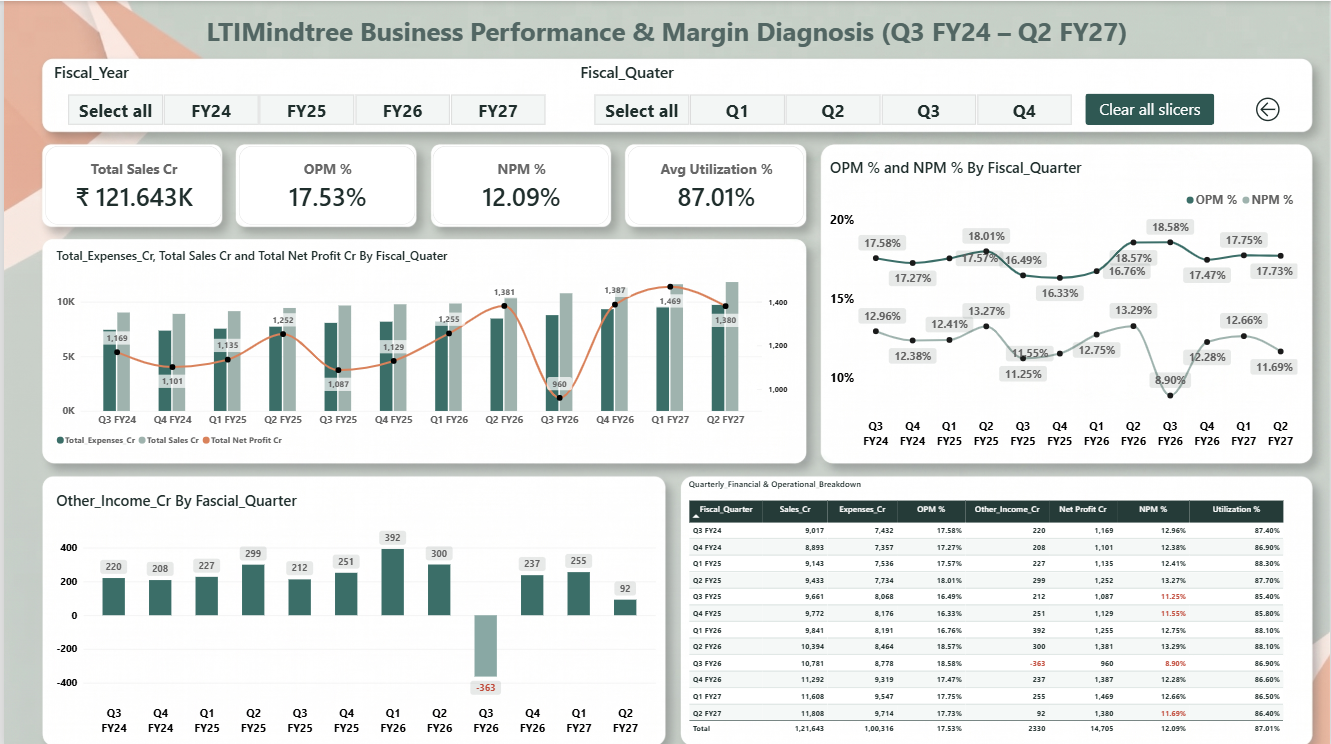 LTIMindtree Business Performance & Margin Diagnosis (Q3 FY24 – Q2 FY27)
Fiscal_Year
Select all FY24 FY25 FY26 FY27
Fiscal_Quater
Select all Q1 Q2 Q3 Q4
Clear all slicers
Total Sales Cr
₹ 121.643K
OPM %
17.53%
NPM %
12.09%
Avg Utilization %
87.01%
Total_Expenses_Cr, Total Sales Cr and Total Net Profit Cr By Fiscal_Quater
10K
5K
0K
1,400
1,200
1,000
1,169 1,101 1,135 1,252 1,087 1,129 1,255 1,381 960 1,387 1,469 1,380
Q3 FY24 Q4 FY24 Q1 FY25 Q2 FY25 Q3 FY25 Q4 FY25 Q1 FY26 Q2 FY26 Q3 FY26 Q4 FY26 Q1 FY27 Q2 FY27
Total_Expenses_Cr Total Sales Cr Total Net Profit Cr
OPM % and NPM % By Fiscal_Quarter
OPM % NPM %
20%
15%
10%
17.58% 17.27% 17.57% 18.01% 16.49% 16.33% 16.76% 18.57% 18.58% 17.47% 17.75% 17.73%
12.96% 12.38% 12.41% 13.27% 11.25% 11.55% 12.75% 13.29% 8.90% 12.28% 12.66% 11.69%
Q3 Q4 Q1 Q2 Q3 Q4 Q1 Q2 Q3 Q4 Q1 Q2
FY24 FY24 FY25 FY25 FY25 FY25 FY26 FY26 FY26 FY26 FY27 FY27
Other_Income_Cr By Fascial_Quarter
400
200
0
-200
-400
220 208 227 299 212 251 392 300 -363 237 255 92
Q3 Q4 Q1 Q2 Q3 Q4 Q1 Q2 Q3 Q4 Q1 Q2
FY24 FY24 FY25 FY25 FY25 FY25 FY26 FY26 FY26 FY26 FY27 FY27
Quarterly_Financial & Operational_Breakdown
Fiscal_Quarter Sales_Cr Expenses_Cr OPM % Other_Income_Cr Net Profit Cr NPM % Utilization %
Q3 FY24 9,017 7,432 17.58% 220 1,169 12.96% 87.40%
Q4 FY24 8,893 7,357 17.27% 208 1,101 12.38% 86.90%
Q1 FY25 9,143 7,536 17.57% 227 1,135 12.41% 88.30%
Q2 FY25 9,433 7,734 18.01% 299 1,252 13.27% 87.70%
Q3 FY25 9,661 8,068 16.49% 212 1,087 11.25% 85.40%
Q4 FY25 9,772 8,176 16.33% 251 1,129 11.55% 85.80%
Q1 FY26 9,841 8,191 16.76% 392 1,255 12.75% 88.10%
Q2 FY26 10,394 8,464 18.57% 300 1,381 13.29% 88.10%
Q3 FY26 10,781 8,778 18.58% -363 960 8.90% 86.90%
Q4 FY26 11,292 9,319 17.47% 237 1,387 12.28% 86.60%
Q1 FY27 11,608 9,547 17.75% 255 1,469 12.66% 86.50%
Q2 FY27 11,808 9,714 17.73% 92 1,380 11.69% 86.40%
Total 1,21,643 1,00,316 17.53% 2330 14,705 12.09% 87.01%